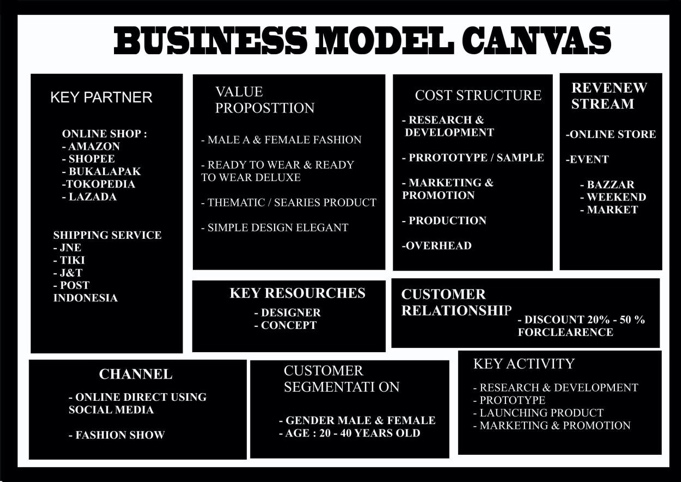 BUSINESS MODEL CANVAS
KEY PARTNER
ONLINE SHOP :
- AMAZON
- SHOPEE
- BUKALAPAK
-TOKOPEDIA
- LAZADA
SHIPPING SERVICE
- JNE
- TIKI
- J&T
- POST
INDONESIA
VALUE
PROPOSTTION
- MALE A & FEMALE FASHION
- READY TO WEAR & READY
TO WEAR DELUXE
- THEMATIC / SEARIES PRODUCT
- SIMPLE DESIGN ELEGANT
COST STRUCTURE
- RESEARCH &
DEVELOPMENT
- PRROTOTYPE / SAMPLE
- MARKETING &
PROMOTION
- PRODUCTION
-OVERHEAD
REVENEW
STREAM
-ONLINE STORE
-EVENT
- BAZZAR
- WEEKEND
- MARKET
KEY RESOURCHES
- DESIGNER
- CONCEPT
CUSTOMER
RELATIONSHIP
- DISCOUNT 20% - 50 %
FORCLEARENCE
CHANNEL
- ONLINE DIRECT USING
SOCIAL MEDIA
- FASHION SHOW
CUSTOMER
SEGMENTATI ON
- GENDER MALE & FEMALE
- AGE : 20 - 40 YEARS OLD
KEY ACTIVITY
- RESEARCH & DEVELOPMENT
- PROTOTYPE
- LAUNCHING PRODUCT
- MARKETING & PROMOTION